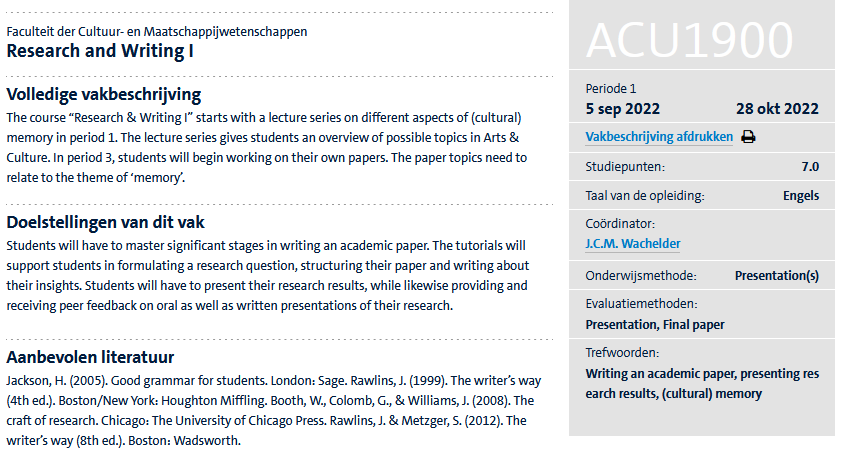 Faculteit der Cultuur- en Maatschappijwetenschappen
Research and Writing I
Volledige vakbeschrijving
The course “Research & Writing I” starts with a lecture series on different aspects of (cultural)
memory in period 1. The lecture series gives students an overview of possible topics in Arts &
Culture. In period 3, students will begin working on their own papers. The paper topics need to
relate to the theme of ‘memory’.
Doelstellingen van dit vak
Students will have to master significant stages in writing an academic paper. The tutorials will
support students in formulating a research question, structuring their paper and writing about
their insights. Students will have to present their research results, while likewise providing and
receiving peer feedback on oral as well as written presentations of their research.
Aanbevolen literatuur
Jackson, H. (2005). Good grammar for students. London: Sage. Rawlins, J. (1999). The writer’s way
(4th ed.). Boston/New York: Houghton Miffling. Booth, W., Colomb, G., & Williams, J. (2008). The
craft of research. Chicago: The University of Chicago Press. Rawlins, J. & Metzger, S. (2012). The
writer’s way (8th ed.). Boston: Wadsworth.
ACU1900
Periode 1
5 sep 2022 28 okt 2022
Vakbeschrijving afdrukken
Studiepunten: 7.0
Taal van de opleiding: Engels
Coördinator:
J.C.M. Wachelder
Onderwijsmethode: Presentation(s)
Evaluatiemethoden:
Presentation, Final paper
Trefwoorden:
Writing an academic paper, presenting res
earch results, (cultural) memory